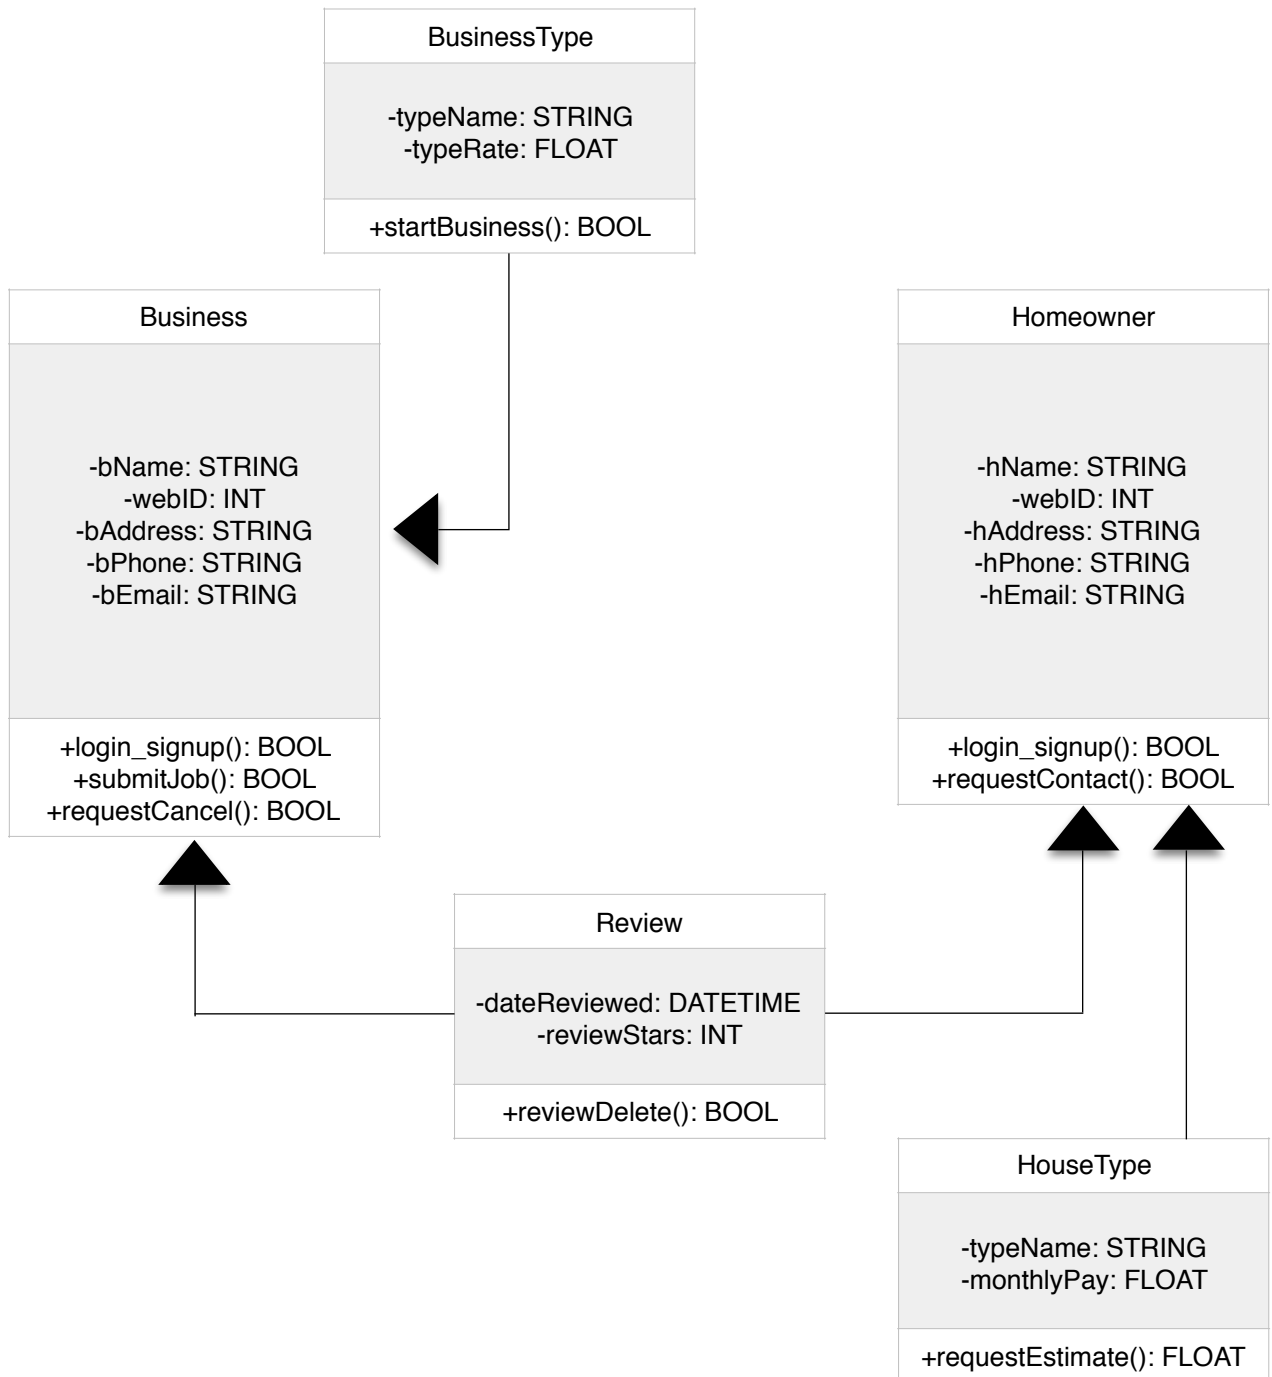 BusinessType
-typeName: STRING
-typeRate: FLOAT
+startBusiness(): BOOL
Business
-bName: STRING
-webID: INT
-bAddress: STRING
-bPhone: STRING
-bEmail: STRING
+login_signup(): BOOL
+submitJob(): BOOL
+requestCancel(): BOOL
Homeowner
-hName: STRING
-webID: INT
-hAddress: STRING
-hPhone: STRING
-hEmail: STRING
+login_signup(): BOOL
+requestContact(): BOOL
Review
-dateReviewed: DATETIME
-reviewStars: INT
+reviewDelete(): BOOL
HouseType
-typeName: STRING
-monthlyPay: FLOAT
+requestEstimate(): FLOAT